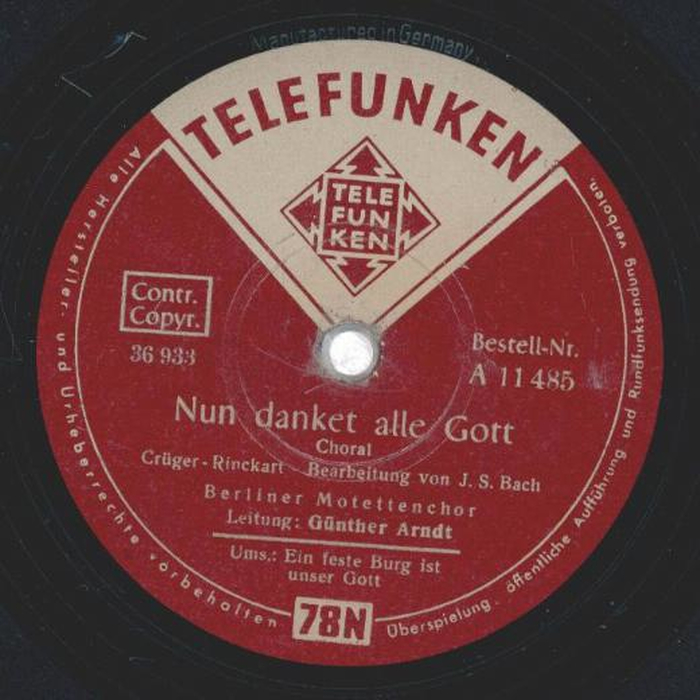 Manufactured in Germany
TELEFUNKEN
TELE
FUN
KEN
Contr.
Copyr.
36 933
Bestell-Nr.
A 11 485
Nun danket alle Gott
Choral
Crüger - Rinckart Bearbeitung von J. S. Bach
Berliner Motettenchor
Leitung: Günther Arndt
Ums.: Ein feste Burg ist
unser Gott
78N
Alle Hersteller- und Urheberrechte vorbehalten
Überspielung, öffentliche Aufführung und Rundfunksendung verboten.